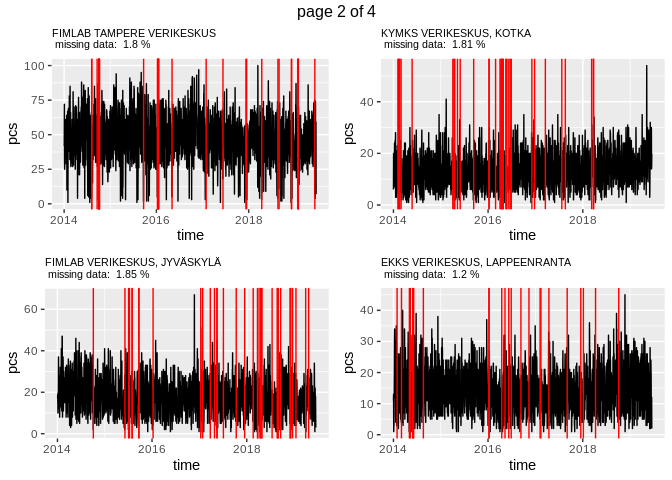 page 2 of 4
FIMLAB TAMPERE VERIKESKUS
missing data: 1.8 %
pcs
100
75
50
25
0
2014 2016 2018
time
KYMKS VERIKESKUS, KOTKA
missing data: 1.81 %
pcs
40
20
0
2014 2016 2018
time
FIMLAB VERIKESKUS, JYVÄSKYLÄ
missing data: 1.85 %
pcs
60
40
20
0
2014 2016 2018
time
EKKS VERIKESKUS, LAPPEENRANTA
missing data: 1.2 %
pcs
40
30
20
10
0
2014 2016 2018
time